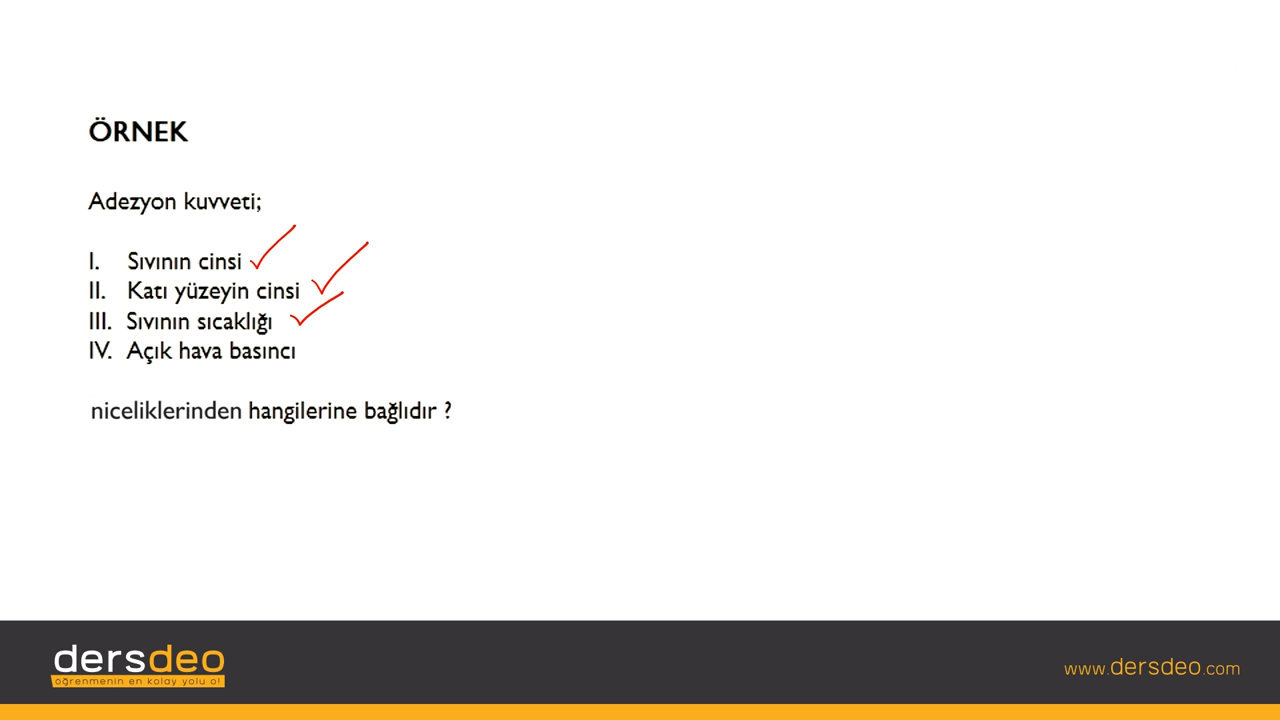 ÖRNEK
Adezyon kuvveti;
I. Sıvının cinsi
II. Katı yüzeyin cinsi
III. Sıvının sıcaklığı
IV. Açık hava basıncı
niceliklerinden hangilerine bağlıdır ?
dersdeo
öğrenmenin en kolay yolu o!
www.dersdeo.com